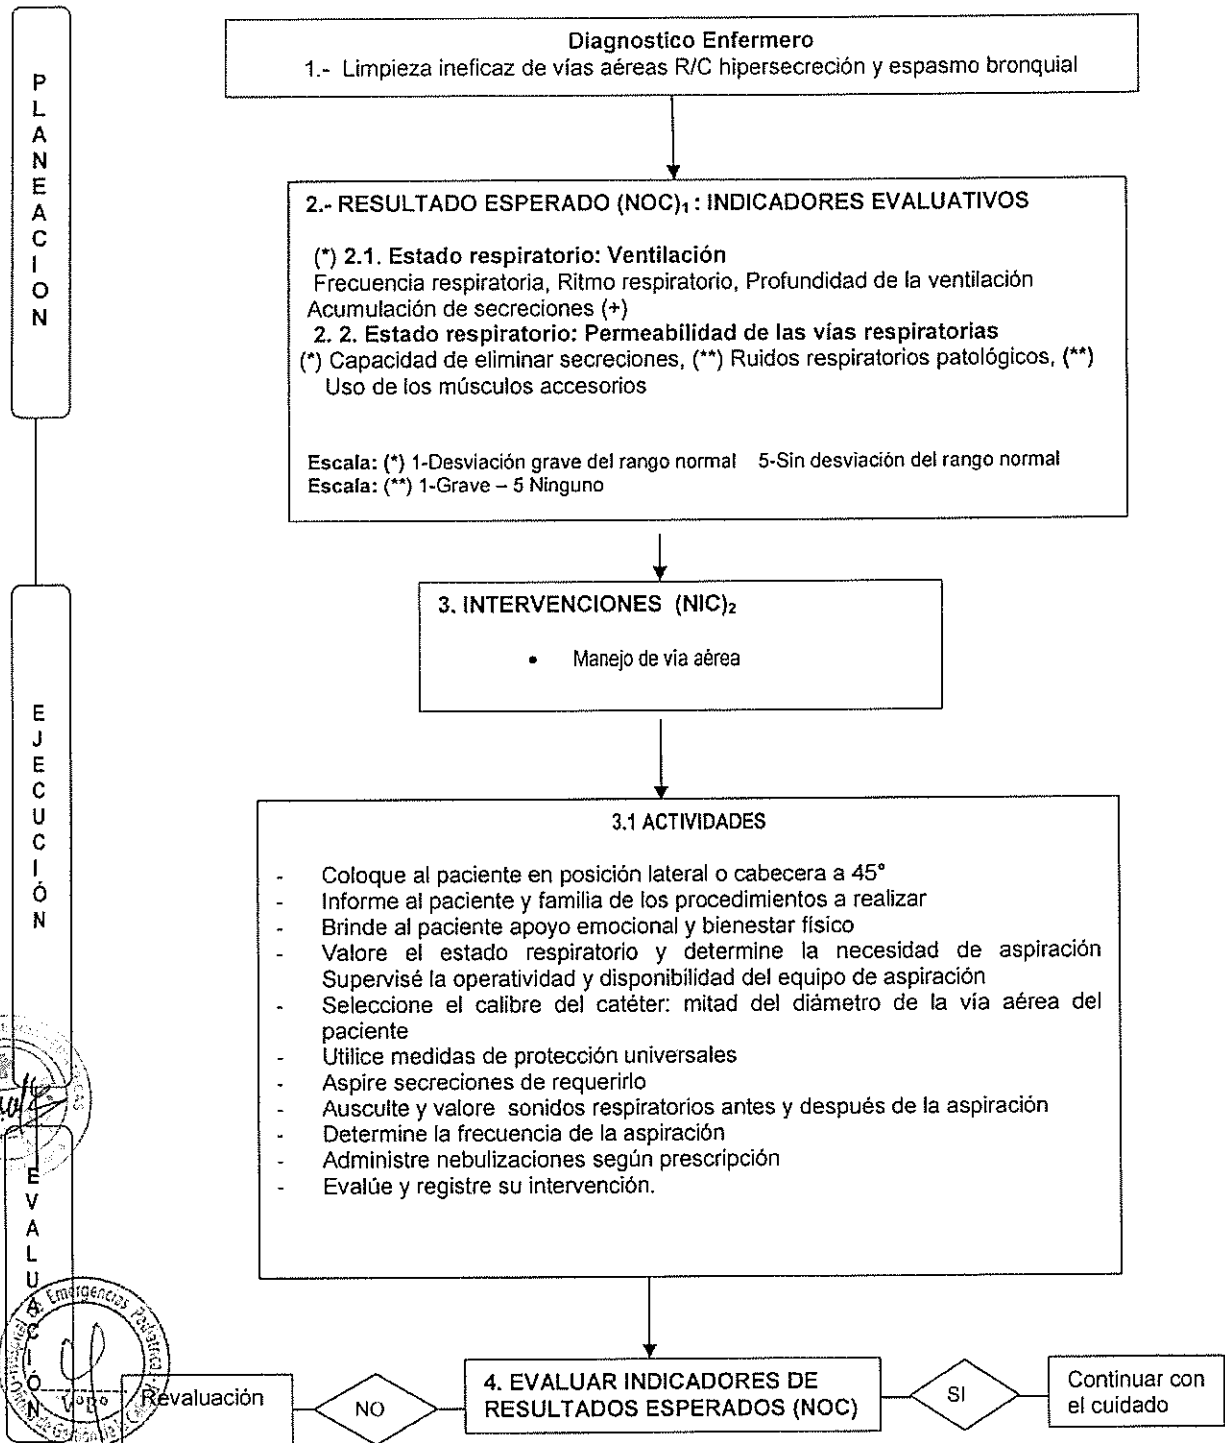 PLANEACION
Diagnostico Enfermero
1.- Limpieza ineficaz de vías aéreas R/C hipersecreción y espasmo bronquial
2.- RESULTADO ESPERADO (NOC)₁ : INDICADORES EVALUATIVOS
(*) 2.1. Estado respiratorio: Ventilación
Frecuencia respiratoria, Ritmo respiratorio, Profundidad de la ventilación
Acumulación de secreciones (+)
2. 2. Estado respiratorio: Permeabilidad de las vías respiratorias
(*) Capacidad de eliminar secreciones, (**) Ruidos respiratorios patológicos, (**)
Uso de los músculos accesorios
Escala: (*) 1-Desviación grave del rango normal 5-Sin desviación del rango normal
Escala: (**) 1-Grave – 5 Ninguno
EJECUCIÓN
3. INTERVENCIONES (NIC)₂
• Manejo de vía aérea
3.1 ACTIVIDADES
- Coloque al paciente en posición lateral o cabecera a 45°
- Informe al paciente y familia de los procedimientos a realizar
- Brinde al paciente apoyo emocional y bienestar físico
- Valore el estado respiratorio y determine la necesidad de aspiración
Supervisé la operatividad y disponibilidad del equipo de aspiración
- Seleccione el calibre del catéter: mitad del diámetro de la vía aérea del
paciente
- Utilice medidas de protección universales
- Aspire secreciones de requerirlo
- Ausculte y valore sonidos respiratorios antes y después de la aspiración
- Determine la frecuencia de la aspiración
- Administre nebulizaciones según prescripción
- Evalúe y registre su intervención.
EVALUACIÓN
Emergencias
VºBº
Revaluación
NO
4. EVALUAR INDICADORES DE
RESULTADOS ESPERADOS (NOC)
SI
Continuar con
el cuidado